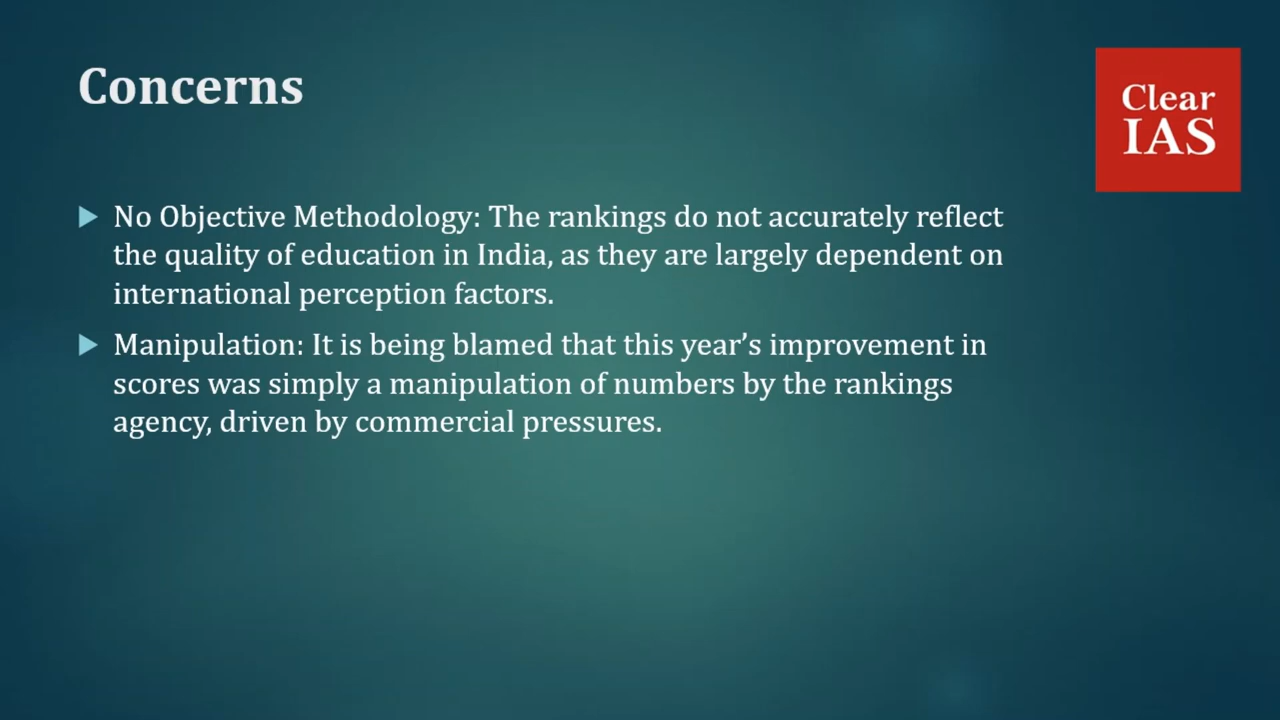 Concerns
Clear
IAS
No Objective Methodology: The rankings do not accurately reflect
the quality of education in India, as they are largely dependent on
international perception factors.
Manipulation: It is being blamed that this year’s improvement in
scores was simply a manipulation of numbers by the rankings
agency, driven by commercial pressures.